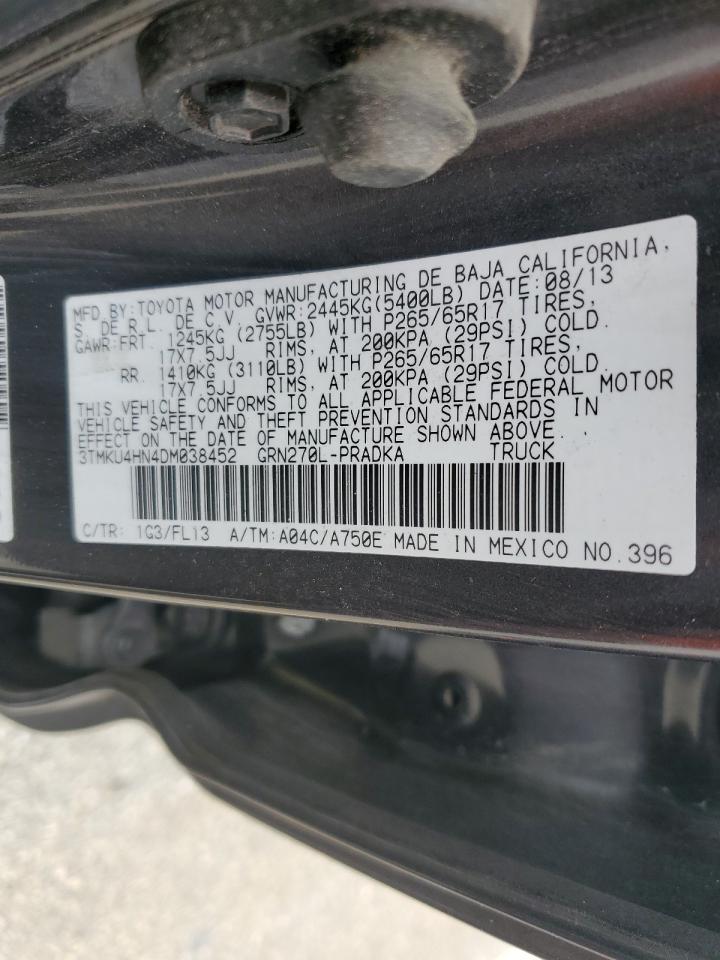 MFD.BY:TOYOTA MOTOR MANUFACTURING DE BAJA CALIFORNIA,
S. DE R.L. DE C.V. GVWR:2445KG(5400LB) DATE:08/13
GAWR:FRT. 1245KG (2755LB) WITH P265/65R17 TIRES,
17X7.5JJ RIMS, AT 200KPA (29PSI) COLD.
RR. 1410KG (3110LB) WITH P265/65R17 TIRES,
17X7.5JJ RIMS, AT 200KPA (29PSI) COLD.
THIS VEHICLE CONFORMS TO ALL APPLICABLE FEDERAL MOTOR
VEHICLE SAFETY AND THEFT PREVENTION STANDARDS IN
EFFECT ON THE DATE OF MANUFACTURE SHOWN ABOVE.
3TMKU4HN4DM038452 GRN270L-PRADKA TRUCK
C/TR: 1G3/FL13 A/TM:A04C/A750E MADE IN MEXICO NO.396